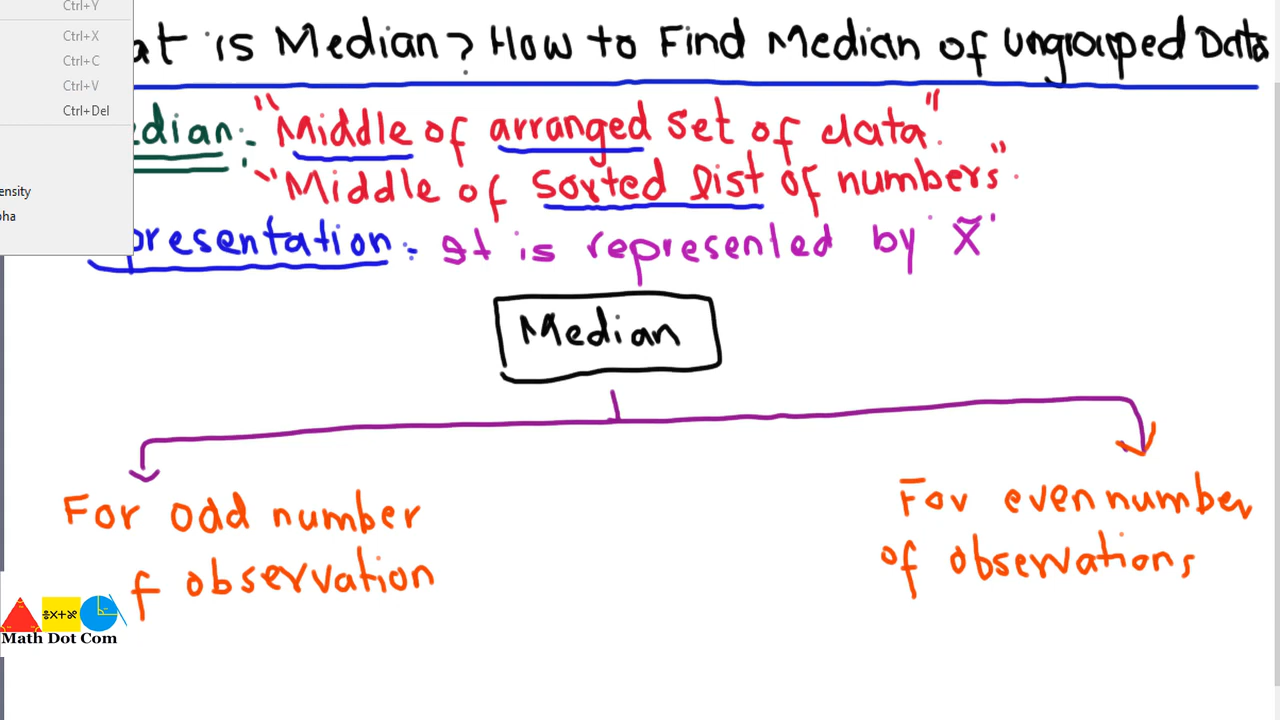 Ctrl+Y
Ctrl+X
Ctrl+C
Ctrl+V
Ctrl+Del
ensity
pha
at is Median? How to Find Median of ungrouped Data
edian:- "Middle of arranged set of data".
"Middle of sorted list of numbers".
presentation:- It is represented by 'X̃'
Median
For odd number
f observation
For even number
of observations
÷X+
Math Dot Com